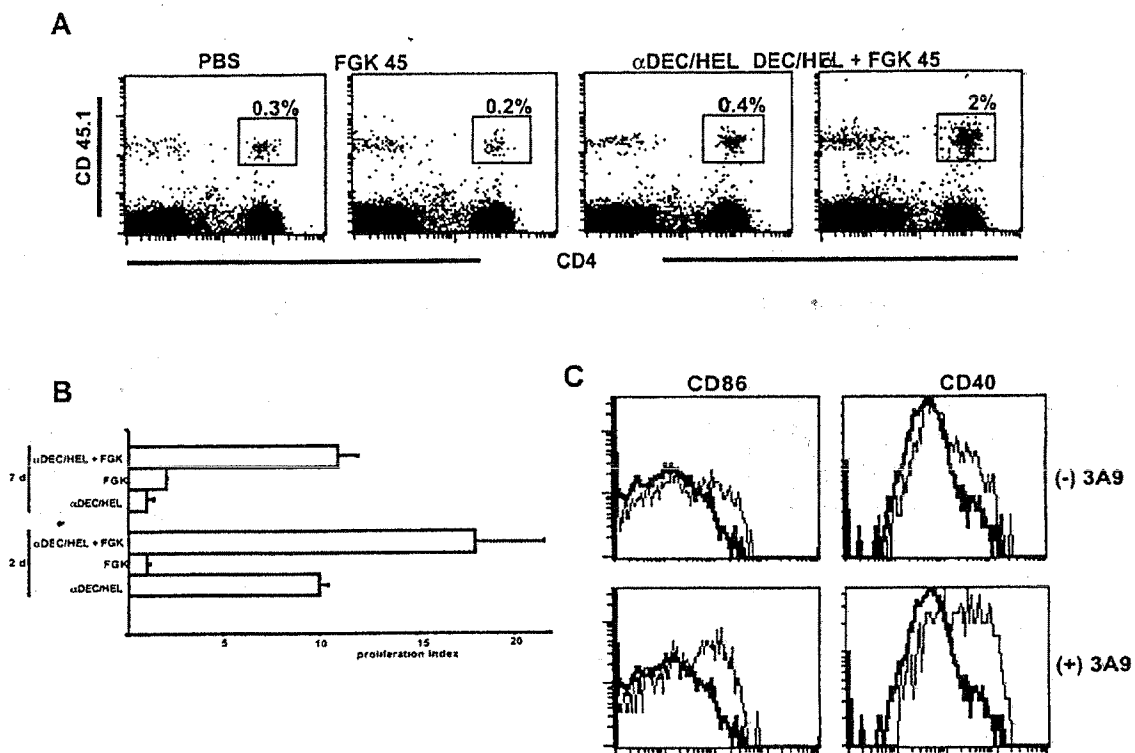 A
PBS
FGK 45
αDEC/HEL DEC/HEL + FGK 45
0.3%
0.2%
0.4%
2%
CD 45.1
CD4
B
αDEC/HEL + FGK
7 d
FGK
αDEC/HEL
αDEC/HEL + FGK
2 d
FGK
αDEC/HEL
5
10
15
20
proliferation index
C
CD86
CD40
(-) 3A9
(+) 3A9